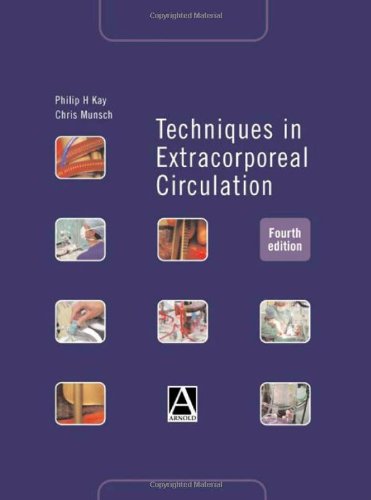 Copyrighted Material
Philip H Kay
Chris Munsch
Techniques in
Extracorporeal
Circulation
Fourth
edition
A
ARNOLD
Copyrighted Material